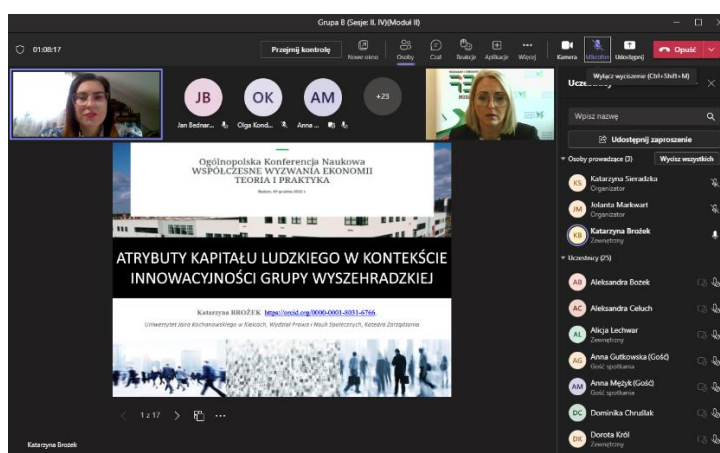 Grupa B (Sesje: II, IV)(Moduł II)
01:08:17
Przejmij kontrolę
Nowe okno
Osoby
Czat
Reakcje
Aplikacje
Więcej
Kamera
Mikrofon
Udostępnij
Opuść
Wyłącz wyciszenie (Ctrl+Shift+M)
JB
OK
AM
+23
Jan Bednar...
Olga Kond...
Anna ...
Wpisz nazwę
Udostępnij zaproszenie
Osoby prowadzące (3)
Wycisz wszystkich
KS
Katarzyna Sieradzka
Organizator
JM
Jolanta Markwart
Organizator
KB
Katarzyna Brożek
Zewnętrzny
Uczestnicy (25)
AB
Aleksandra Bożek
AC
Aleksandra Celuch
AL
Alicja Lechwar
Zewnętrzny
AG
Anna Gutkowska (Gość)
Gość spotkania
AM
Anna Mężyk (Gość)
Gość spotkania
DC
Dominika Chruślak
DK
Dorota Król
Zewnętrzny
Ogólnopolska Konferencja Naukowa
WSPÓŁCZESNE WYZWANIA EKONOMII
TEORIA I PRAKTYKA
ATRYBUTY KAPITAŁU LUDZKIEGO W KONTEKŚCIE
INNOWACYJNOŚCI GRUPY WYSZEHRADZKIEJ
Katarzyna BROŻEK, https://orcid.org/0000-0001-8031-6766,
Uniwersytet Jana Kochanowskiego w Kielcach, Wydział Prawa i Nauk Społecznych, Katedra Zarządzania
1 z 17
Katarzyna Brożek